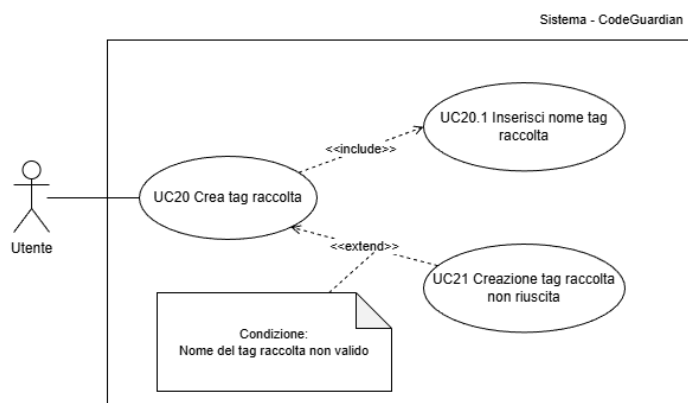 Sistema - CodeGuardian
UC20.1 Inserisci nome tag
raccolta
<<include>>
UC20 Crea tag raccolta
Utente
<<extend>>
UC21 Creazione tag raccolta
non riuscita
Condizione:
Nome del tag raccolta non valido